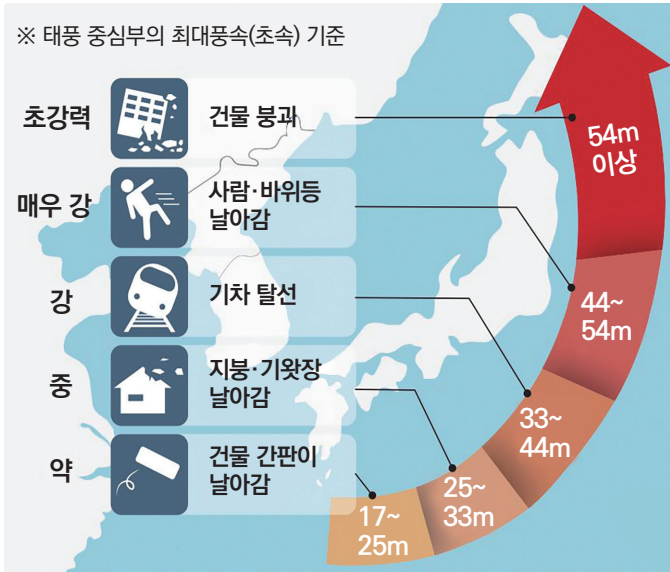 ※ 태풍 중심부의 최대풍속(초속) 기준
초강력
건물 붕괴
54m
이상
매우 강
사람·바위등
날아감
44~
54m
강
기차 탈선
33~
44m
중
지붕·기왓장
날아감
25~
33m
약
건물 간판이
날아감
17~
25m